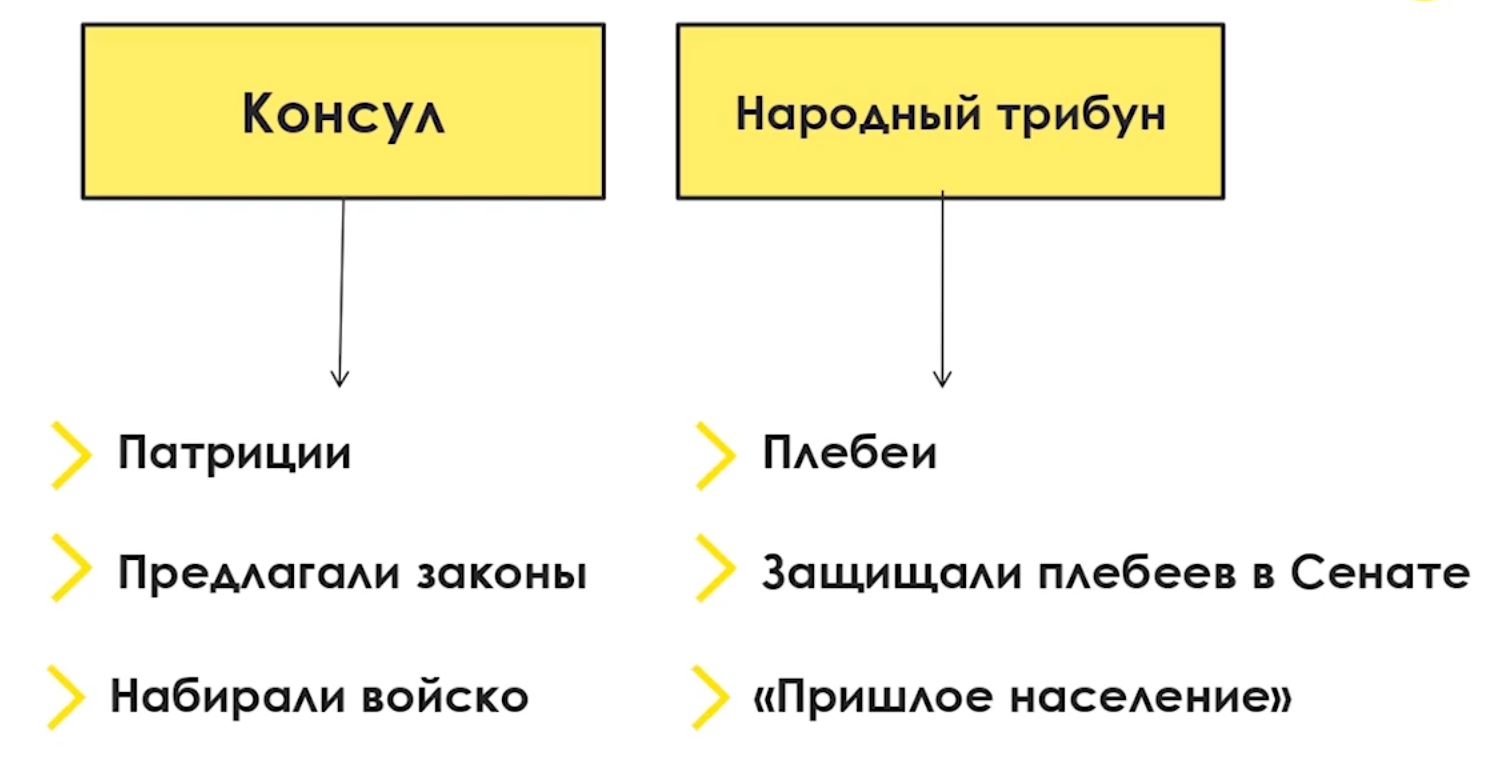 Консул
Народный трибун
Патриции
Предлагали законы
Набирали войско
Плебеи
Защищали плебеев в Сенате
«Пришлое население»